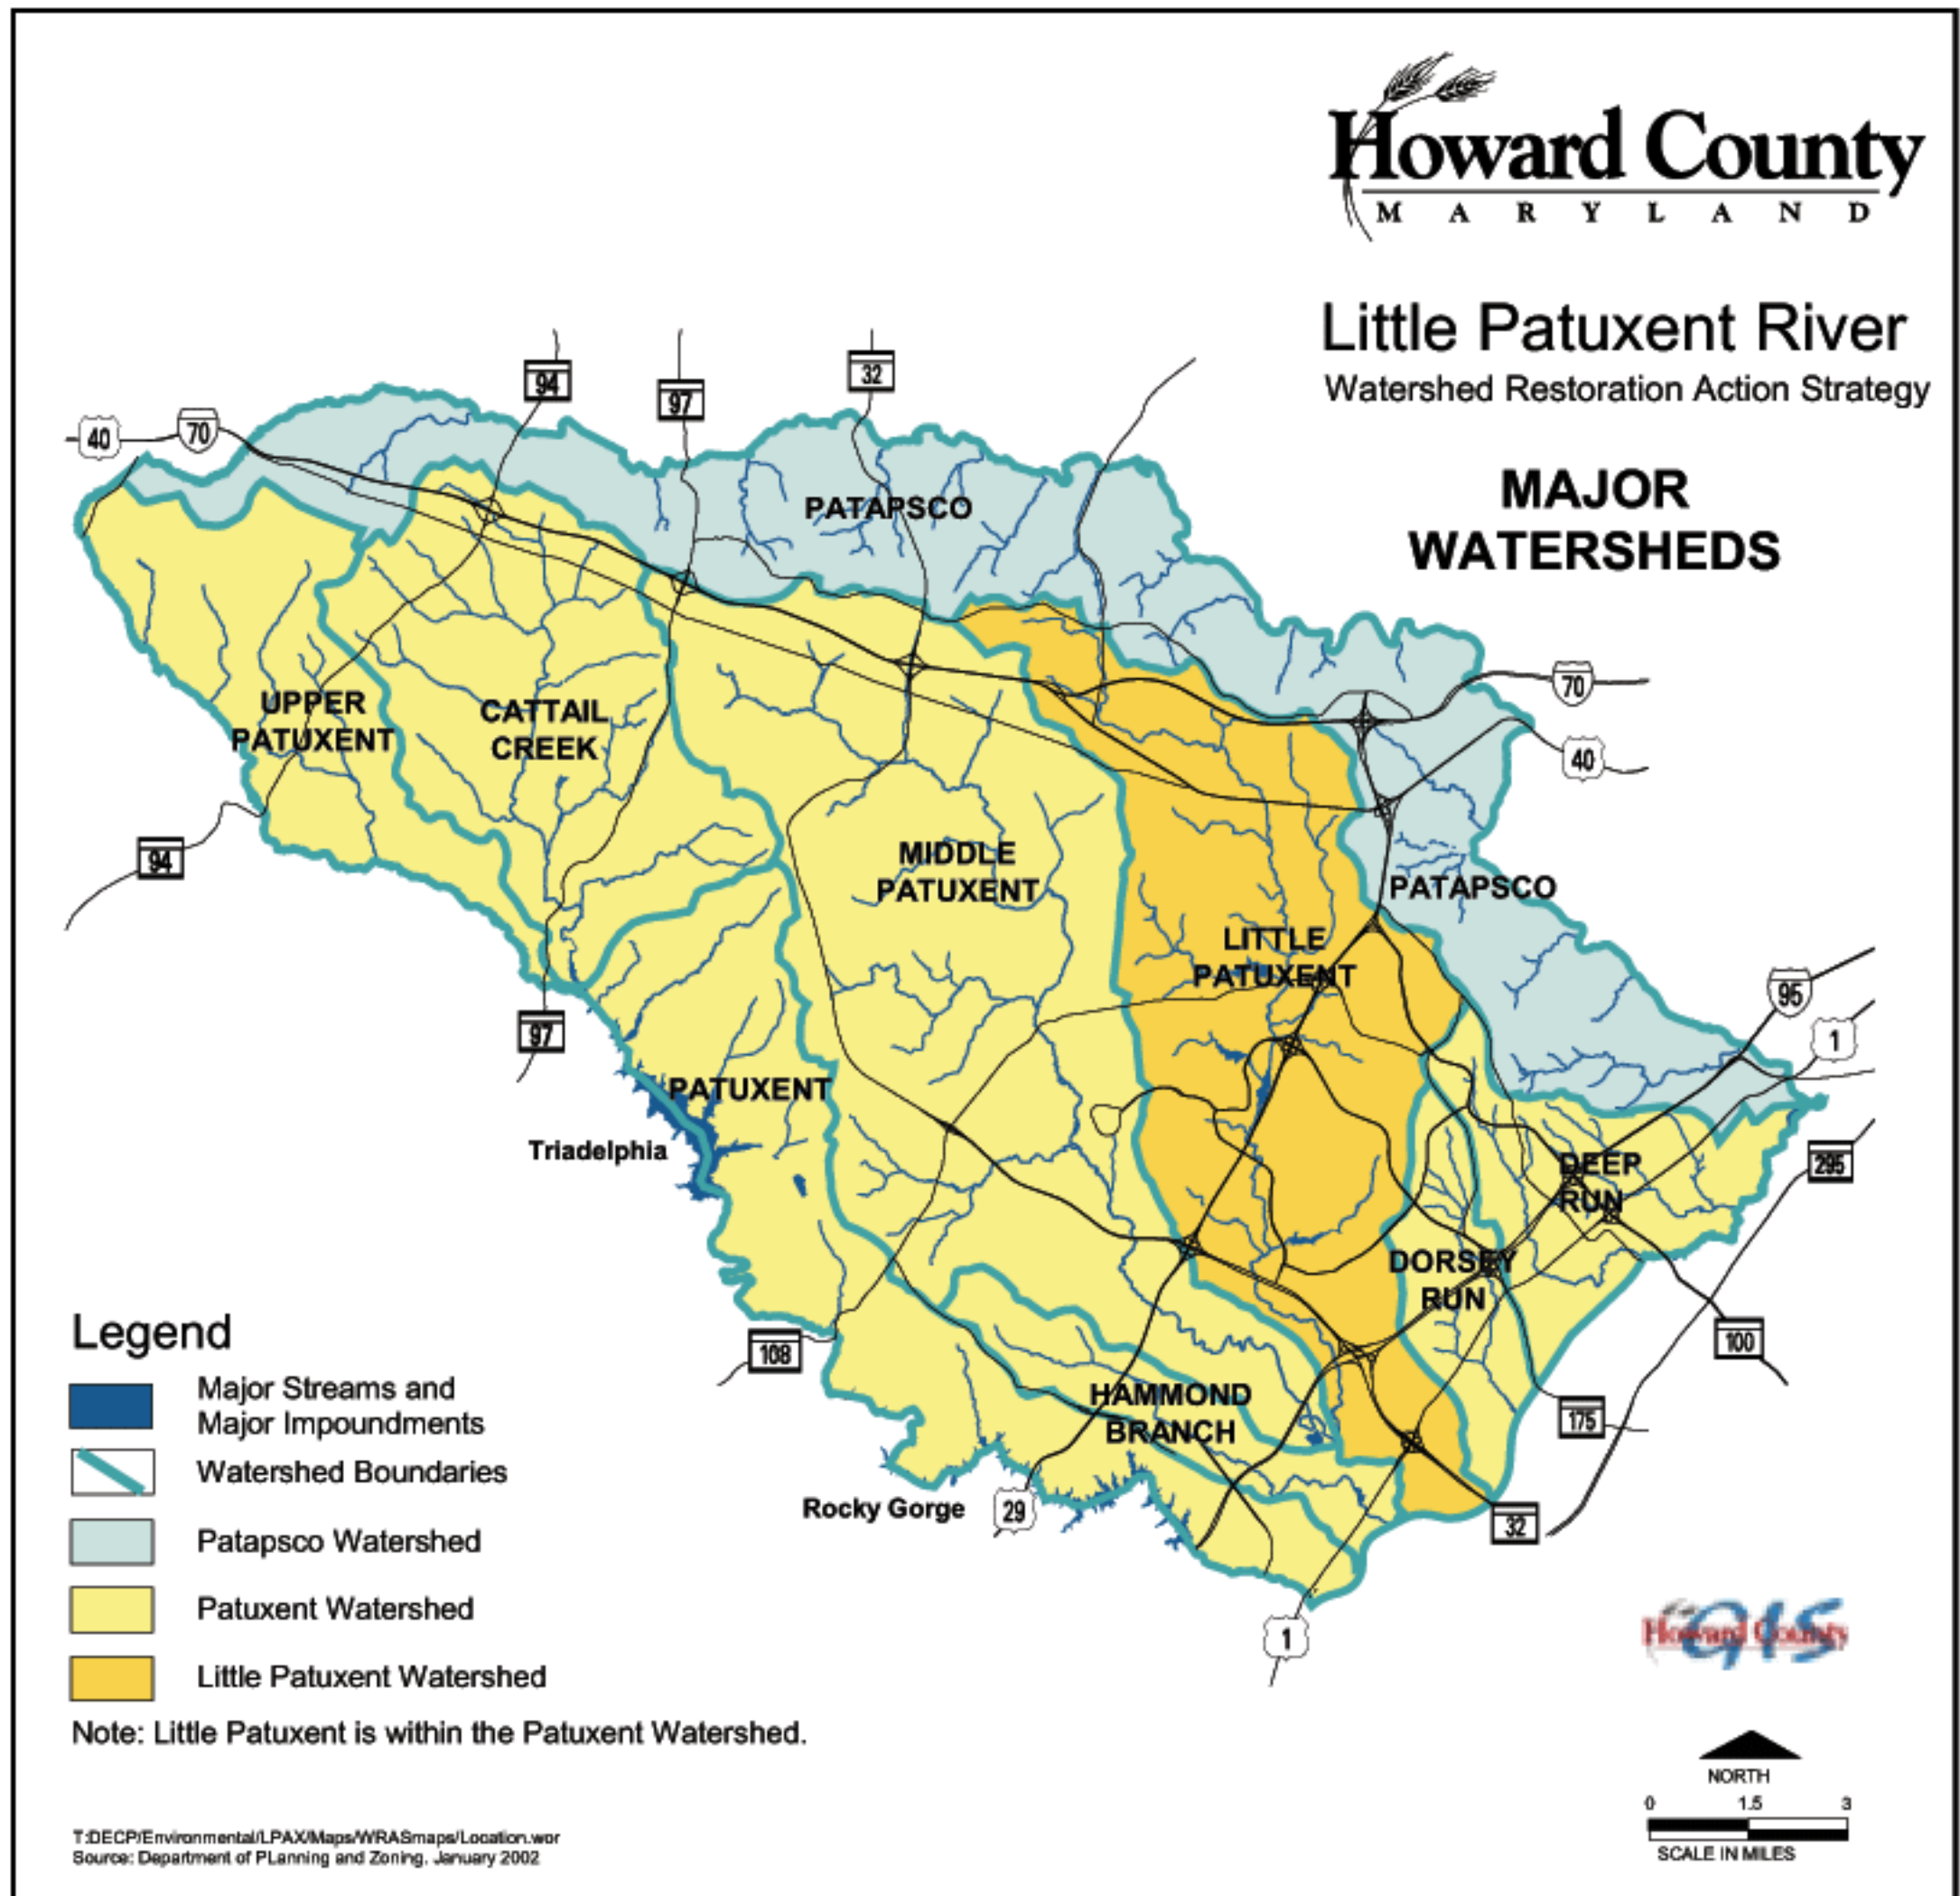 Howard County
MARYLAND
Little Patuxent River
Watershed Restoration Action Strategy
MAJOR
WATERSHEDS
94
97
32
40
70
PATAPSCO
70
40
UPPER
PATUXENT
CATTAIL
CREEK
94
MIDDLE
PATUXENT
PATAPSCO
LITTLE
PATUXENT
95
1
97
PATUXENT
Triadelphia
DEEP
RUN
295
DORSEY
RUN
100
108
HAMMOND
BRANCH
175
Rocky Gorge
29
32
1
Legend
Major Streams and
Major Impoundments
Watershed Boundaries
Patapsco Watershed
Patuxent Watershed
Little Patuxent Watershed
Note: Little Patuxent is within the Patuxent Watershed.
Howard County
GIS
NORTH
0 1.5 3
SCALE IN MILES
T:DECP/Environmental/LPAX/Maps/WRASmaps/Location.wor
Source: Department of PLanning and Zoning. January 2002